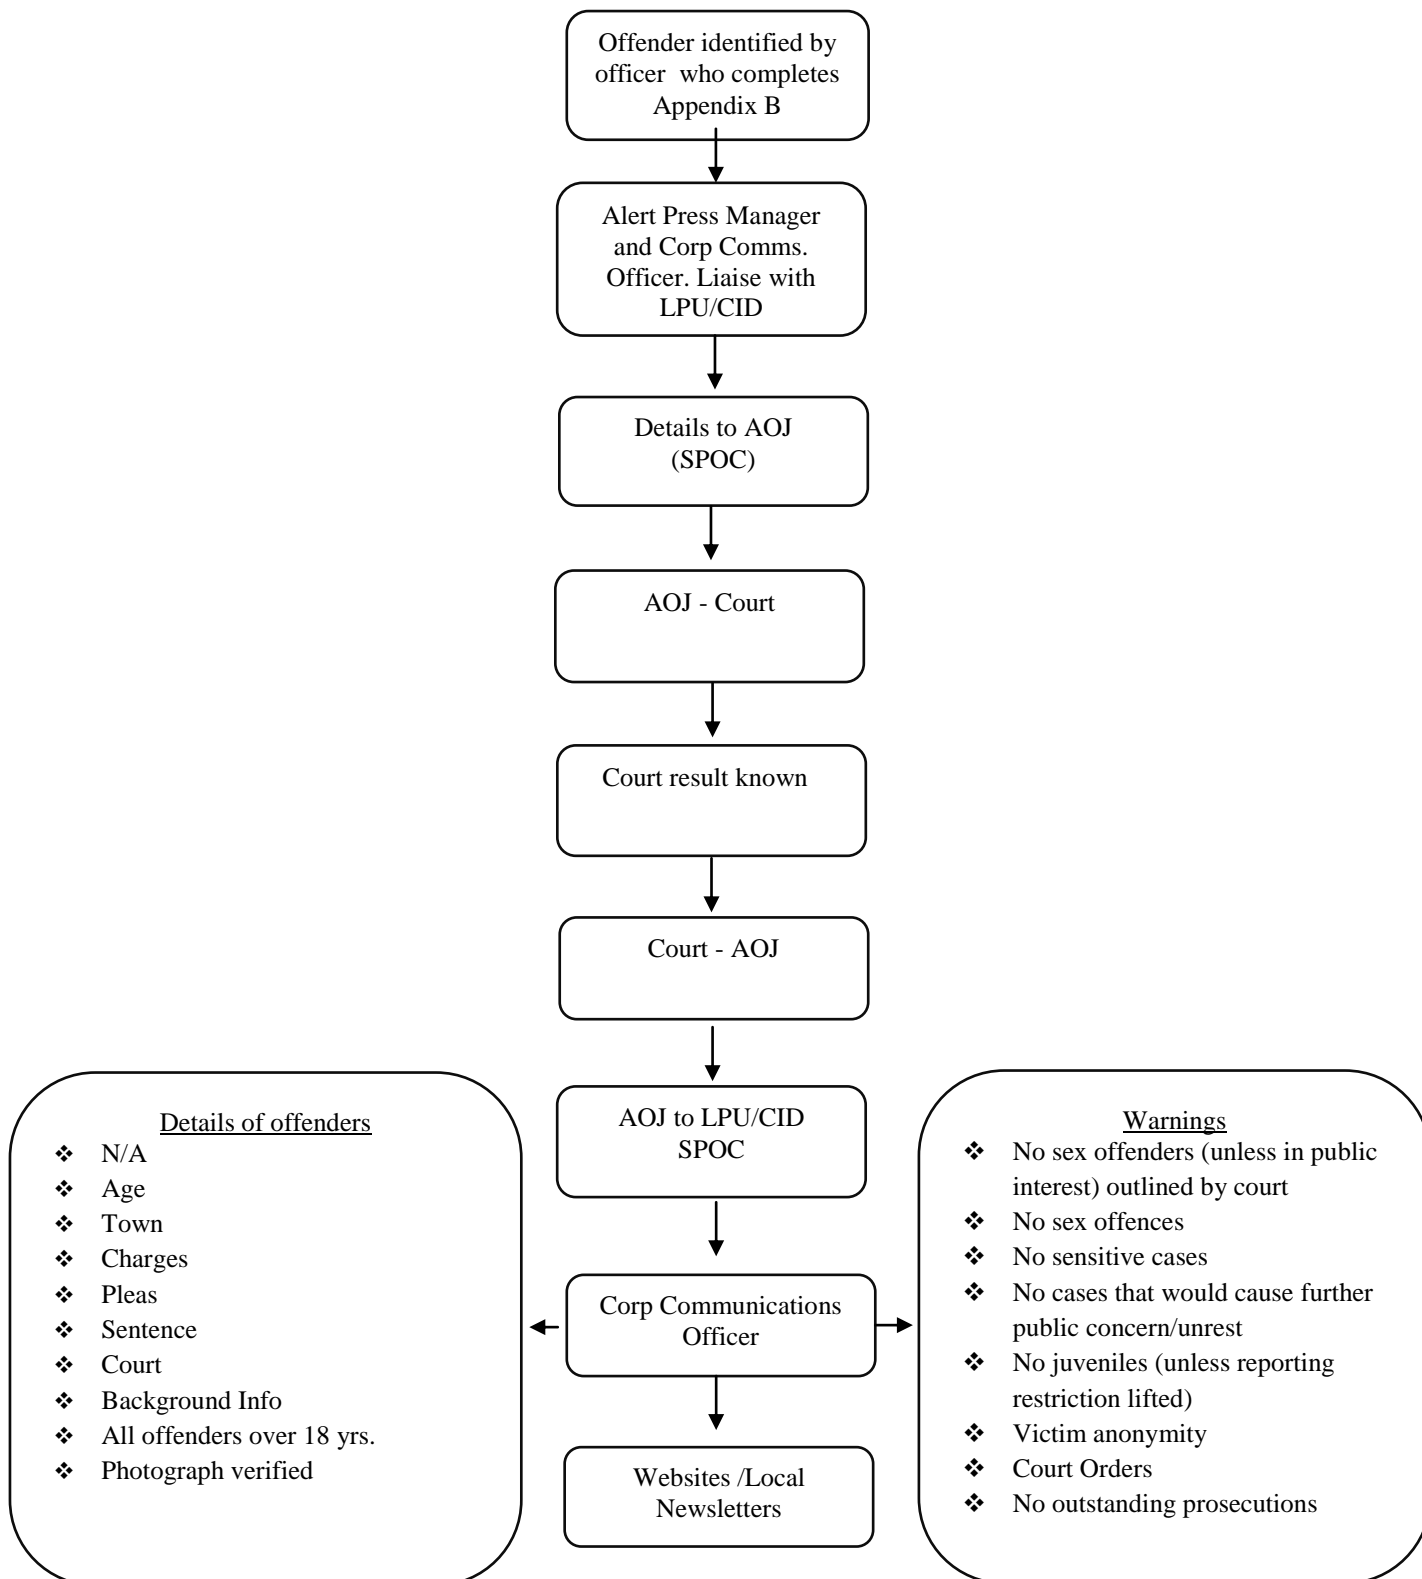 Offender identified by
officer who completes
Appendix B
Alert Press Manager
and Corp Comms.
Officer. Liaise with
LPU/CID
Details to AOJ
(SPOC)
AOJ - Court
Court result known
Court - AOJ
AOJ to LPU/CID
SPOC
Corp Communications
Officer
Websites /Local
Newsletters
Details of offenders
❖ N/A
❖ Age
❖ Town
❖ Charges
❖ Pleas
❖ Sentence
❖ Court
❖ Background Info
❖ All offenders over 18 yrs.
❖ Photograph verified
Warnings
❖ No sex offenders (unless in public
interest) outlined by court
❖ No sex offences
❖ No sensitive cases
❖ No cases that would cause further
public concern/unrest
❖ No juveniles (unless reporting
restriction lifted)
❖ Victim anonymity
❖ Court Orders
❖ No outstanding prosecutions